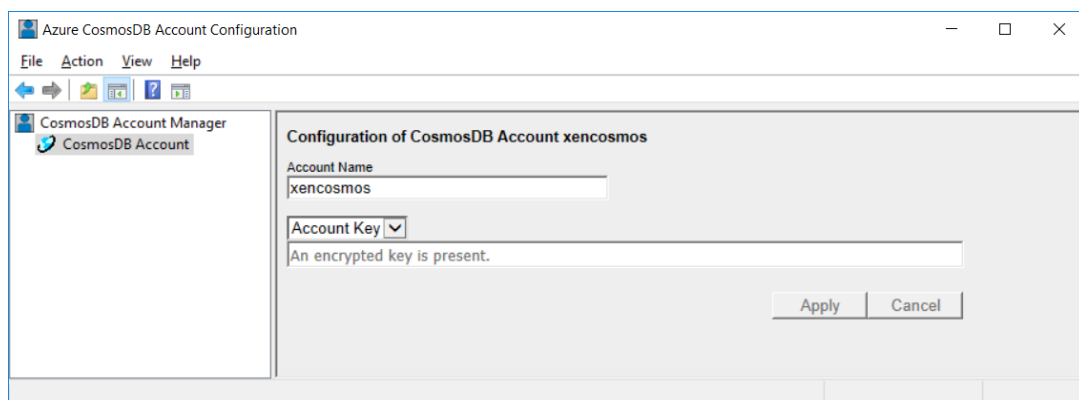 Azure CosmosDB Account Configuration
File Action View Help
CosmosDB Account Manager
CosmosDB Account
Configuration of CosmosDB Account xencosmos
Account Name
xencosmos
Account Key
An encrypted key is present.
Apply Cancel